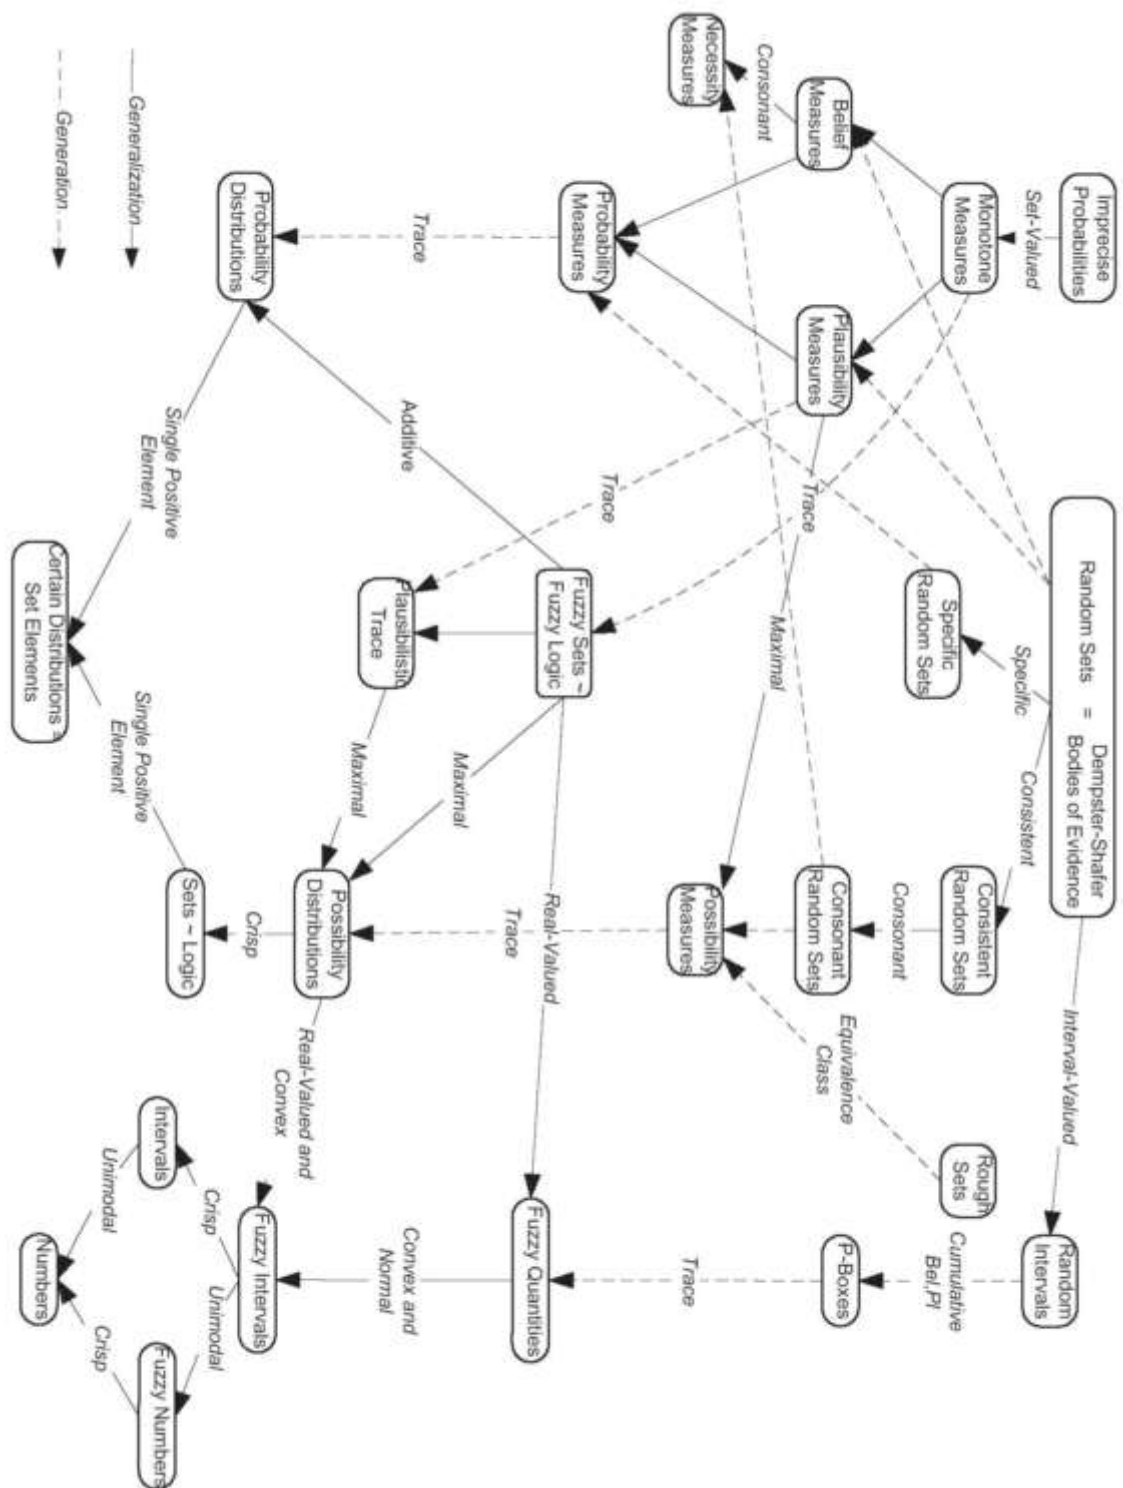 Imprecise
Probabilities
Set-Valued
Monotone
Measures
Random Sets =
Dempster-Shafer
Bodies of Evidence
Specific
Consistent
Interval-Valued
Random
Intervals
Specific
Random Sets
Consistent
Random Sets
Rough
Sets
Cumulative
Bel,Pl
Belief
Measures
Plausibility
Measures
Trace
Maximal
Consonant
Consonant
Random Sets
Equivalence
Class
P-Boxes
Consonant
Necessity
Measures
Possibility
Measures
Trace
Probability
Measures
Trace
Fuzzy Sets ~
Fuzzy Logic
Real-Valued
Trace
Fuzzy Quantities
Trace
Additive
Plausibilistic
Trace
Maximal
Maximal
Convex and
Normal
Probability
Distributions
Possibility
Distributions
Real-Valued and
Convex
Fuzzy Intervals
Single Positive
Element
Crisp
Sets ~ Logic
Crisp
Unimodal
Single Positive
Element
Intervals
Fuzzy Numbers
Unimodal
Crisp
Certain Distributions =
Set Elements
Numbers
Generalization
Generation